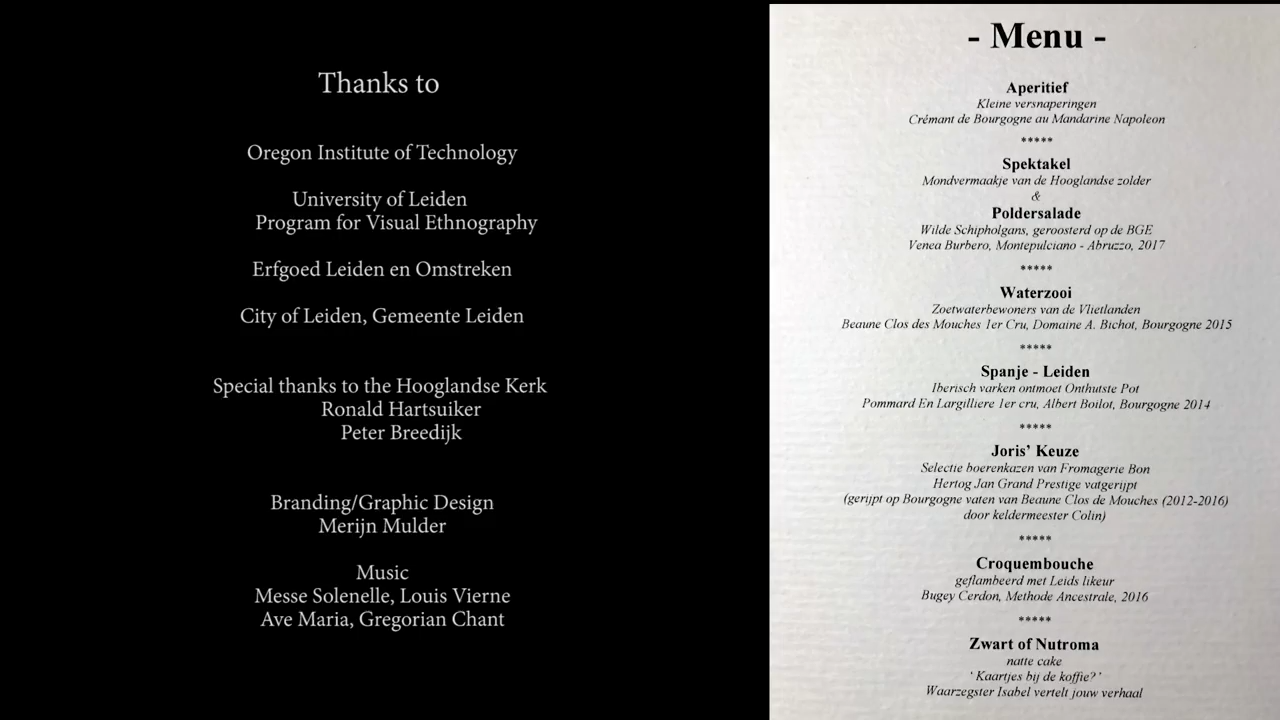 Thanks to
Oregon Institute of Technology
University of Leiden
Program for Visual Ethnography
Erfgoed Leiden en Omstreken
City of Leiden, Gemeente Leiden
Special thanks to the Hooglandse Kerk
Ronald Hartsuiker
Peter Breedijk
Branding/Graphic Design
Merijn Mulder
Music
Messe Solenelle, Louis Vierne
Ave Maria, Gregorian Chant
- Menu -
Aperitief
Kleine versnaperingen
Crémant de Bourgogne au Mandarine Napoleon
*****
Spektakel
Mondvermaakje van de Hooglandse zolder
&
Poldersalade
Wilde Schipholgans, geroosterd op de BGE
Venea Burbero, Montepulciano - Abruzzo, 2017
*****
Waterzooi
Zoetwaterbewoners van de Vlietlanden
Beaune Clos des Mouches 1er Cru, Domaine A. Bichot, Bourgogne 2015
*****
Spanje - Leiden
Iberisch varken ontmoet Onthutste Pot
Pommard En Largilliere 1er cru, Albert Boilot, Bourgogne 2014
*****
Joris’ Keuze
Selectie boerenkazen van Fromagerie Bon
Hertog Jan Grand Prestige vatgerijpt
(gerijpt op Bourgogne vaten van Beaune Clos de Mouches (2012-2016)
door keldermeester Colin)
*****
Croquembouche
geflambeerd met Leids likeur
Bugey Cerdon, Methode Ancestrale, 2016
*****
Zwart of Nutroma
natte cake
‘ Kaartjes bij de koffie? ’
Waarzegster Isabel vertelt jouw verhaal